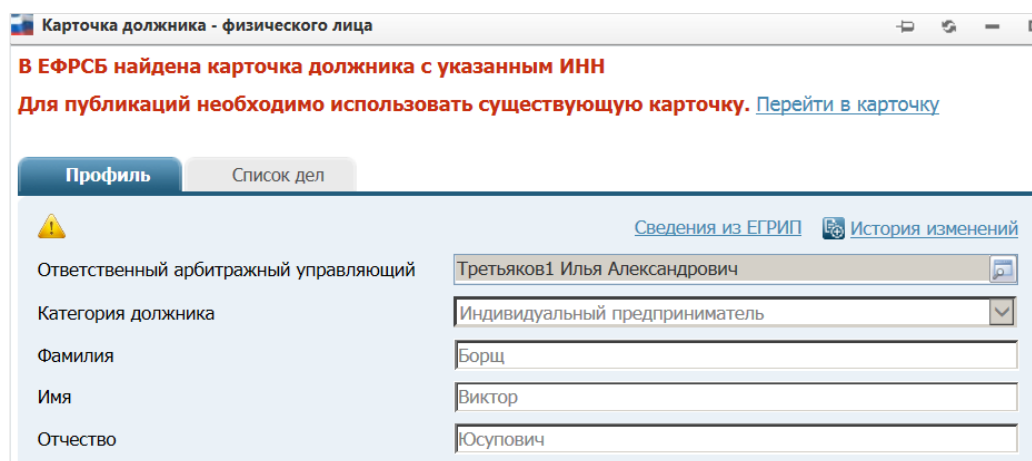 Карточка должника - физического лица
В ЕФРСБ найдена карточка должника с указанным ИНН
Для публикаций необходимо использовать существующую карточку. Перейти в карточку
Профиль Список дел
Сведения из ЕГРИП История изменений
Ответственный арбитражный управляющий Третьяков1 Илья Александрович
Категория должника Индивидуальный предприниматель
Фамилия Борщ
Имя Виктор
Отчество Юсупович